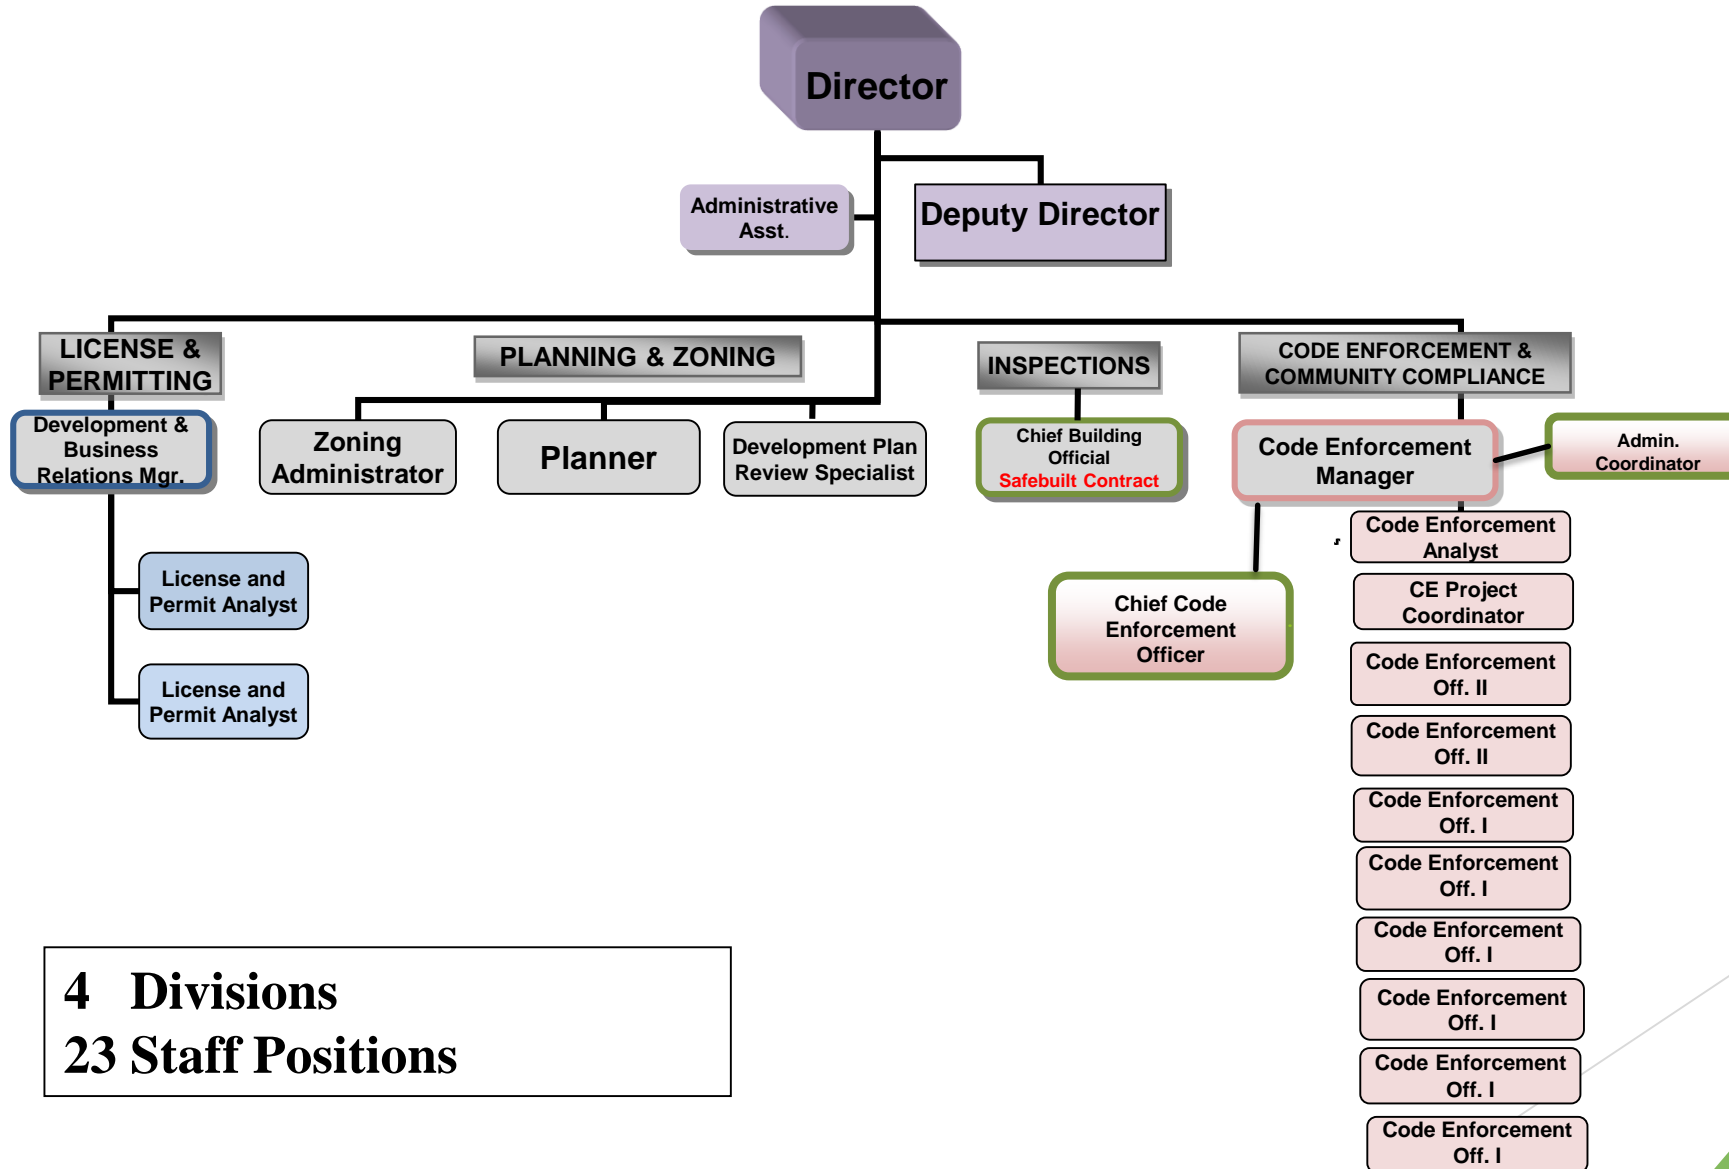 Director
Administrative
Asst.
Deputy Director
LICENSE &
PERMITTING
PLANNING & ZONING
INSPECTIONS
CODE ENFORCEMENT &
COMMUNITY COMPLIANCE
Development &
Business
Relations Mgr.
Zoning
Administrator
Planner
Development Plan
Review Specialist
Chief Building
Official
Safebuilt Contract
Code Enforcement
Manager
Admin.
Coordinator
License and
Permit Analyst
License and
Permit Analyst
Chief Code
Enforcement
Officer
Code Enforcement
Analyst
CE Project
Coordinator
Code Enforcement
Off. II
Code Enforcement
Off. II
Code Enforcement
Off. I
Code Enforcement
Off. I
Code Enforcement
Off. I
Code Enforcement
Off. I
Code Enforcement
Off. I
Code Enforcement
Off. I
4 Divisions
23 Staff Positions